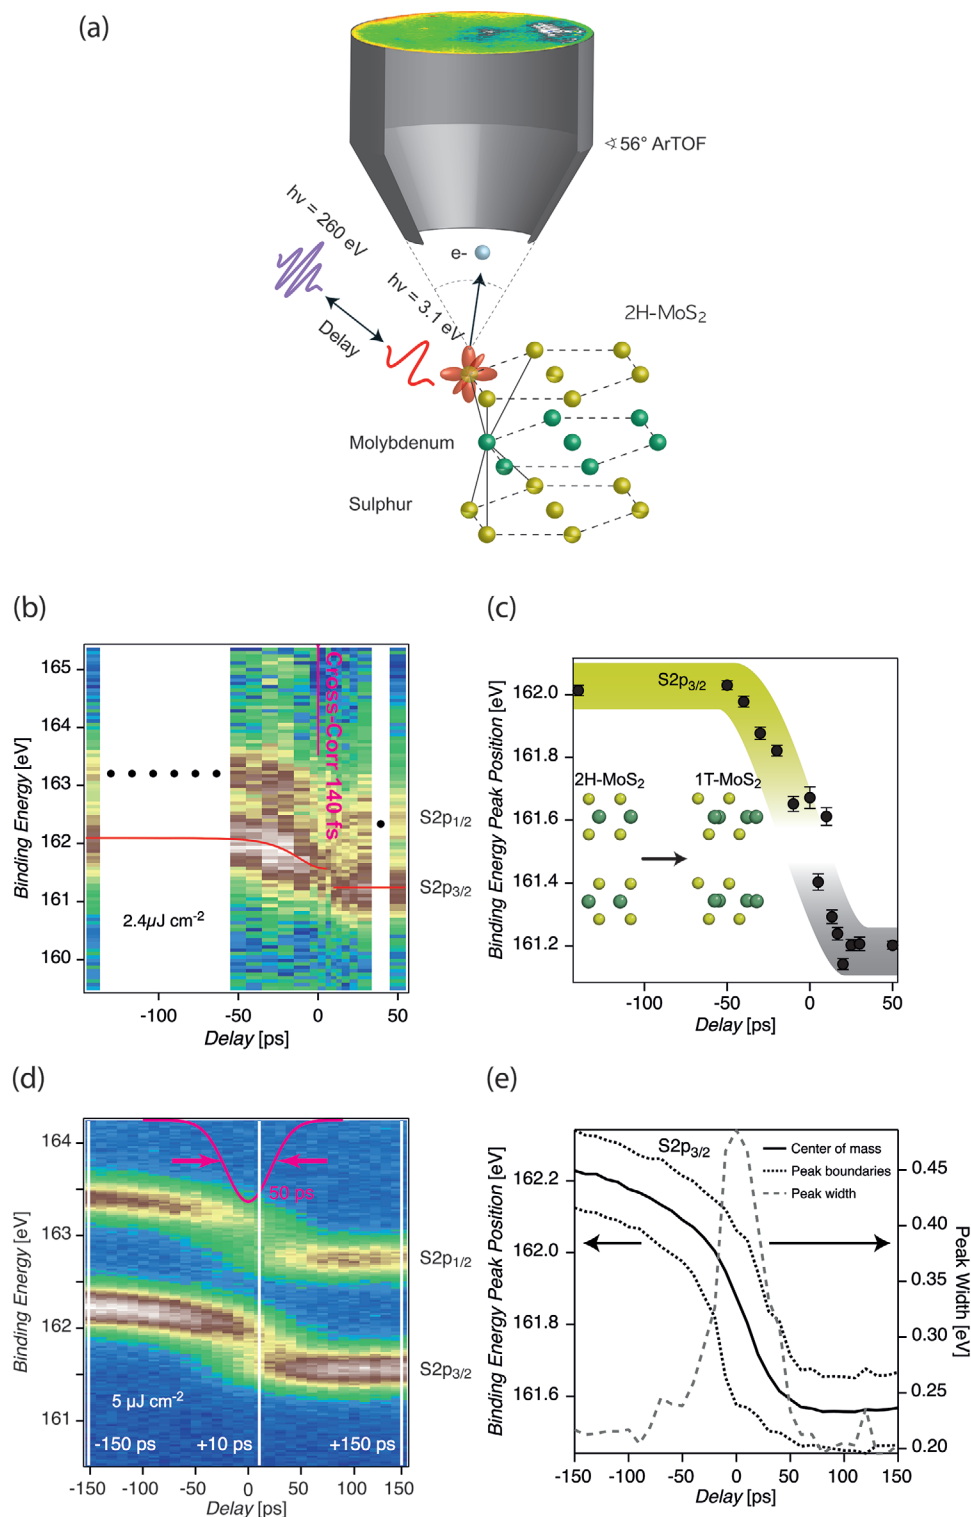 (a)
∢56° ArTOF
hν = 260 eV
e-
hν = 3.1 eV
Delay
2H-MoS2
Molybdenum
Sulphur
(b)
Binding Energy [eV]
165
164
163
162
161
160
Cross-Corr 140 fs
2.4μJ cm-2
S2p1/2
S2p3/2
-100
-50
0
50
Delay [ps]
(c)
Binding Energy Peak Position [eV]
162.0
161.8
161.6
161.4
161.2
S2p3/2
2H-MoS2
1T-MoS2
-100
-50
0
50
Delay [ps]
(d)
Binding Energy [eV]
164
163
162
161
50 ps
S2p1/2
S2p3/2
5 μJ cm-2
-150 ps
+10 ps
+150 ps
-150
-100
-50
0
50
100
150
Delay [ps]
(e)
Binding Energy Peak Position [eV]
162.2
162.0
161.8
161.6
S2p3/2
Center of mass
Peak boundaries
Peak width
0.45
0.40
0.35
0.30
0.25
0.20
Peak Width [eV]
-150
-100
-50
0
50
100
150
Delay [ps]